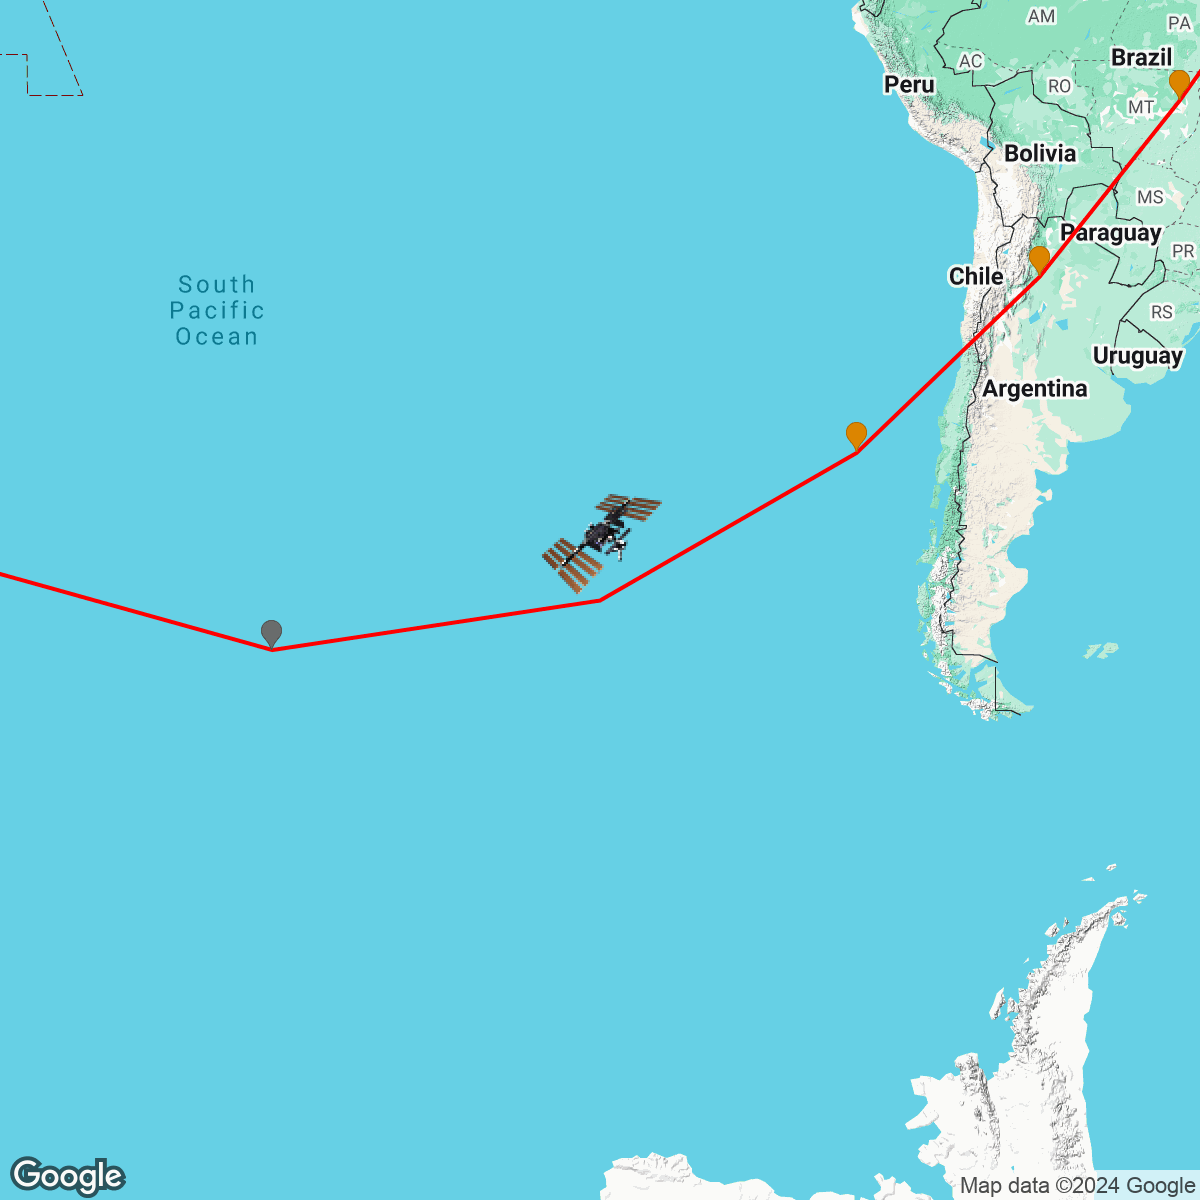 AM
PA
Brazil
AC
Peru
RO
MT
Bolivia
MS
Paraguay
PR
Chile
South
Pacific
Ocean
RS
Uruguay
Argentina
Google
Map data ©2024 Google